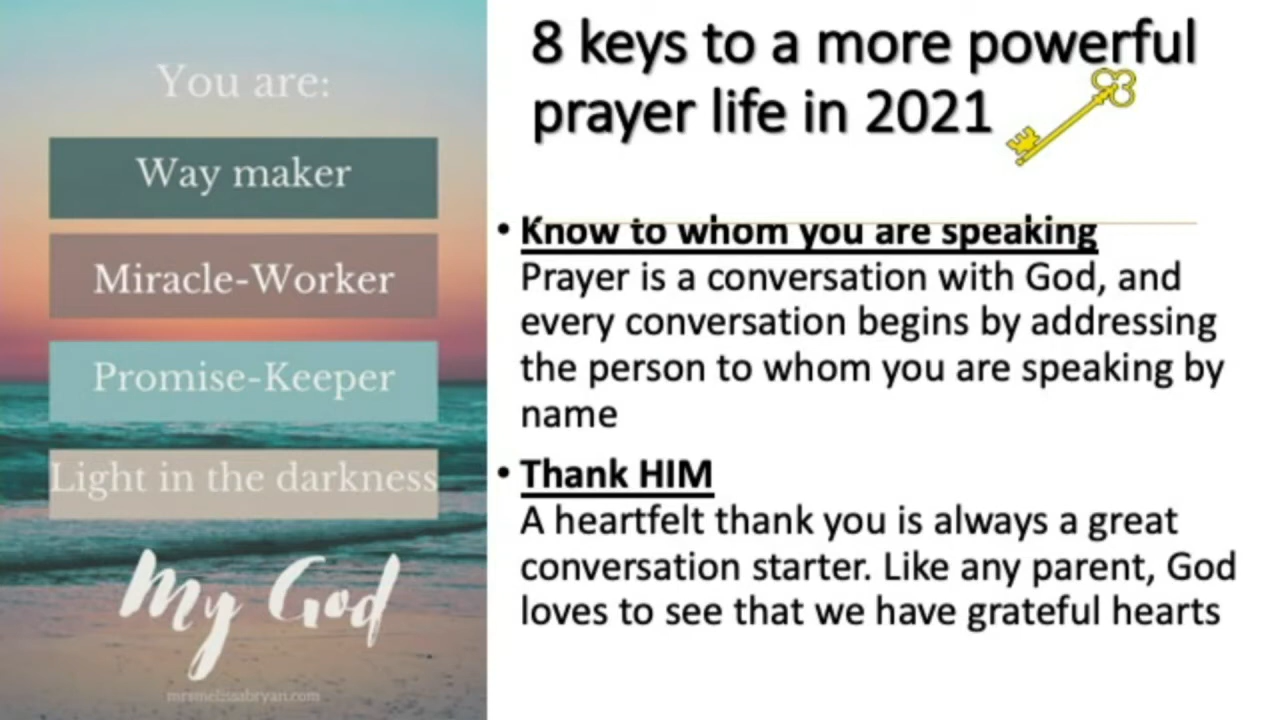 You are:
Way maker
Miracle-Worker
Promise-Keeper
Light in the darkness
My God
mrsmelissabryan.com
8 keys to a more powerful
prayer life in 2021
• Know to whom you are speaking
Prayer is a conversation with God, and
every conversation begins by addressing
the person to whom you are speaking by
name
• Thank HIM
A heartfelt thank you is always a great
conversation starter. Like any parent, God
loves to see that we have grateful hearts